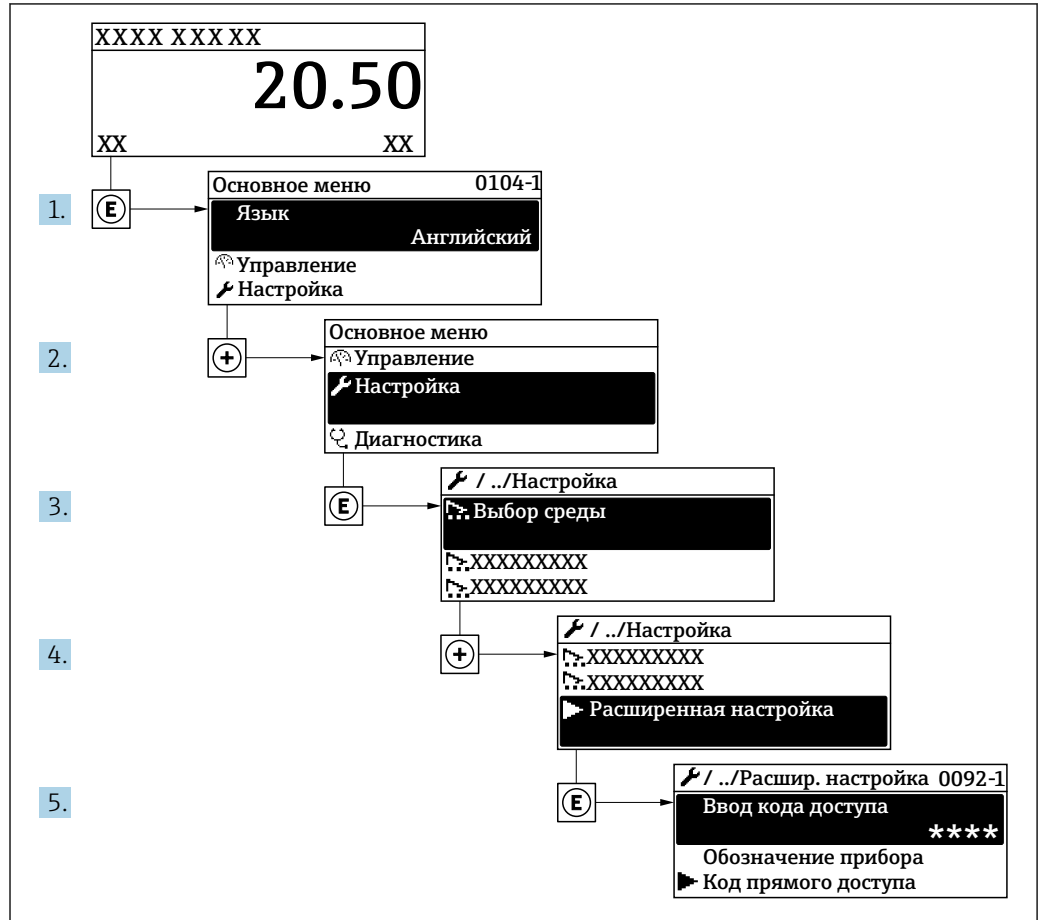 XXXX XXX XX
20.50
XX XX
1. E
Основное меню 0104-1
Язык
Английский
Управление
Настройка
2. +
Основное меню
Управление
Настройка
Диагностика
3. E
/ ../Настройка
Выбор среды
XXXXXXXXX
XXXXXXXXX
4. +
/ ../Настройка
XXXXXXXXX
XXXXXXXXX
Расширенная настройка
5. E
/ ../Расшир. настройка 0092-1
Ввод кода доступа
****
Обозначение прибора
Код прямого доступа